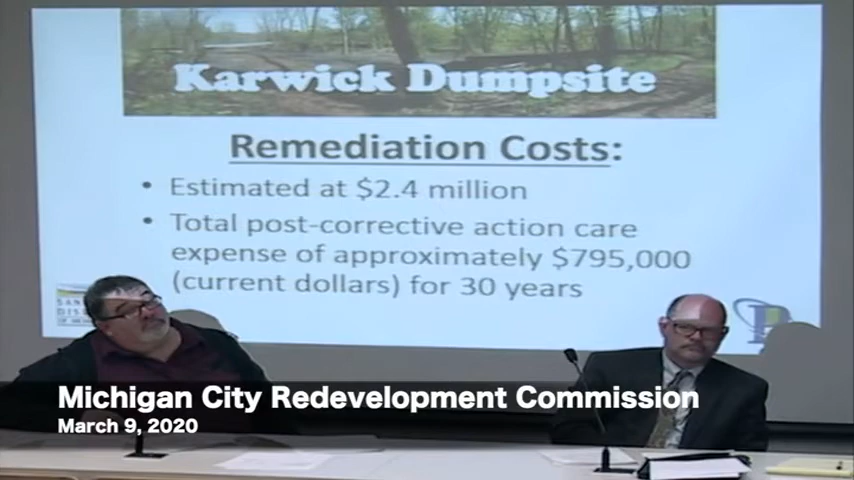 Karwick Dumpsite
Remediation Costs:
• Estimated at $2.4 million
• Total post-corrective action care
expense of approximately $795,000
(current dollars) for 30 years
Michigan City Redevelopment Commission
March 9, 2020